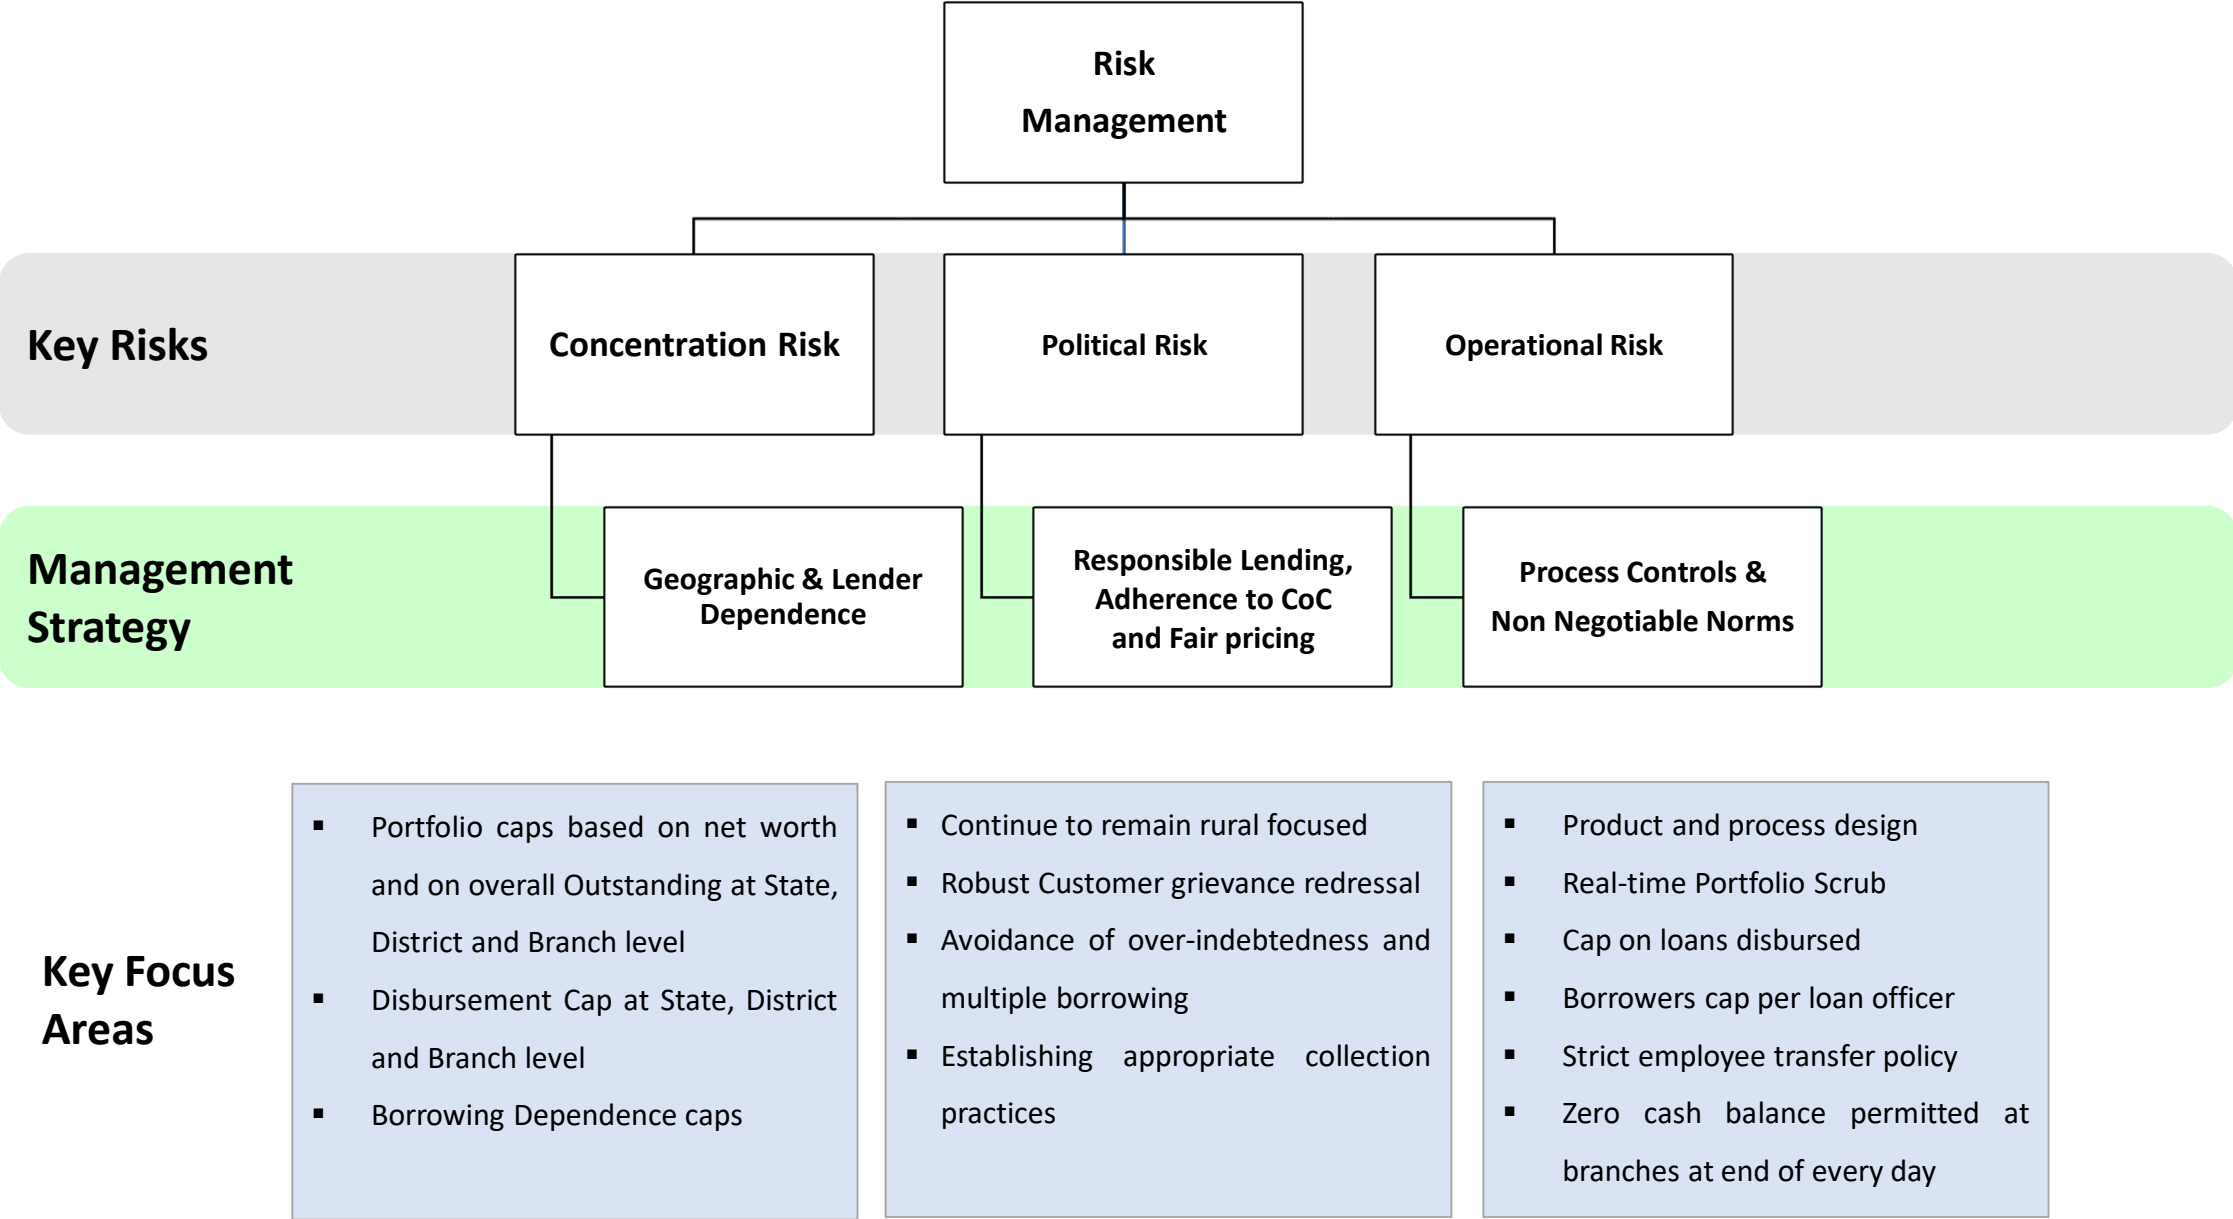 Risk
Management
Key Risks
Concentration Risk
Political Risk
Operational Risk
Management
Strategy
Geographic & Lender
Dependence
Responsible Lending,
Adherence to CoC
and Fair pricing
Process Controls &
Non Negotiable Norms
Key Focus
Areas
▪ Portfolio caps based on net worth
and on overall Outstanding at State,
District and Branch level
▪ Disbursement Cap at State, District
and Branch level
▪ Borrowing Dependence caps
▪ Continue to remain rural focused
▪ Robust Customer grievance redressal
▪ Avoidance of over-indebtedness and
multiple borrowing
▪ Establishing appropriate collection
practices
▪ Product and process design
▪ Real-time Portfolio Scrub
▪ Cap on loans disbursed
▪ Borrowers cap per loan officer
▪ Strict employee transfer policy
▪ Zero cash balance permitted at
branches at end of every day